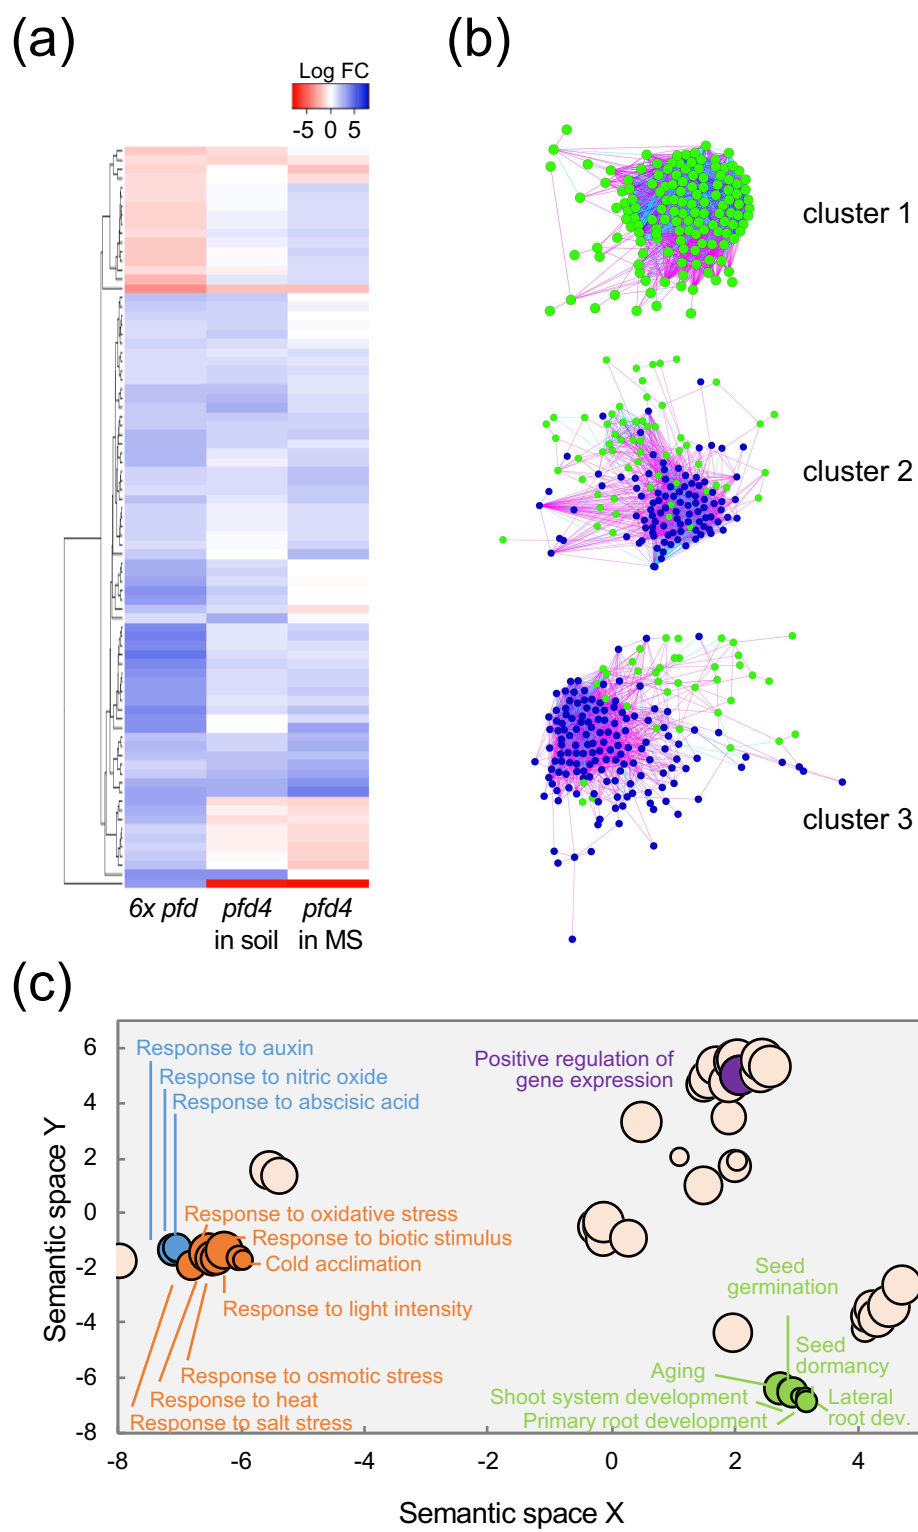 (a)
Log FC
-5 0 5
6x pfd
pfd4
in soil
pfd4
in MS
(b)
cluster 1
cluster 2
cluster 3
(c)
Semantic space Y
6
4
2
0
-2
-4
-6
-8
Response to auxin
Response to nitric oxide
Response to abscisic acid
Positive regulation of
gene expression
Response to oxidative stress
Response to biotic stimulus
Cold acclimation
Response to light intensity
Response to osmotic stress
Response to heat
Response to salt stress
Seed
germination
Seed
dormancy
Aging
Shoot system development
Primary root development
Lateral
root dev.
-8 -6 -4 -2 0 2 4
Semantic space X